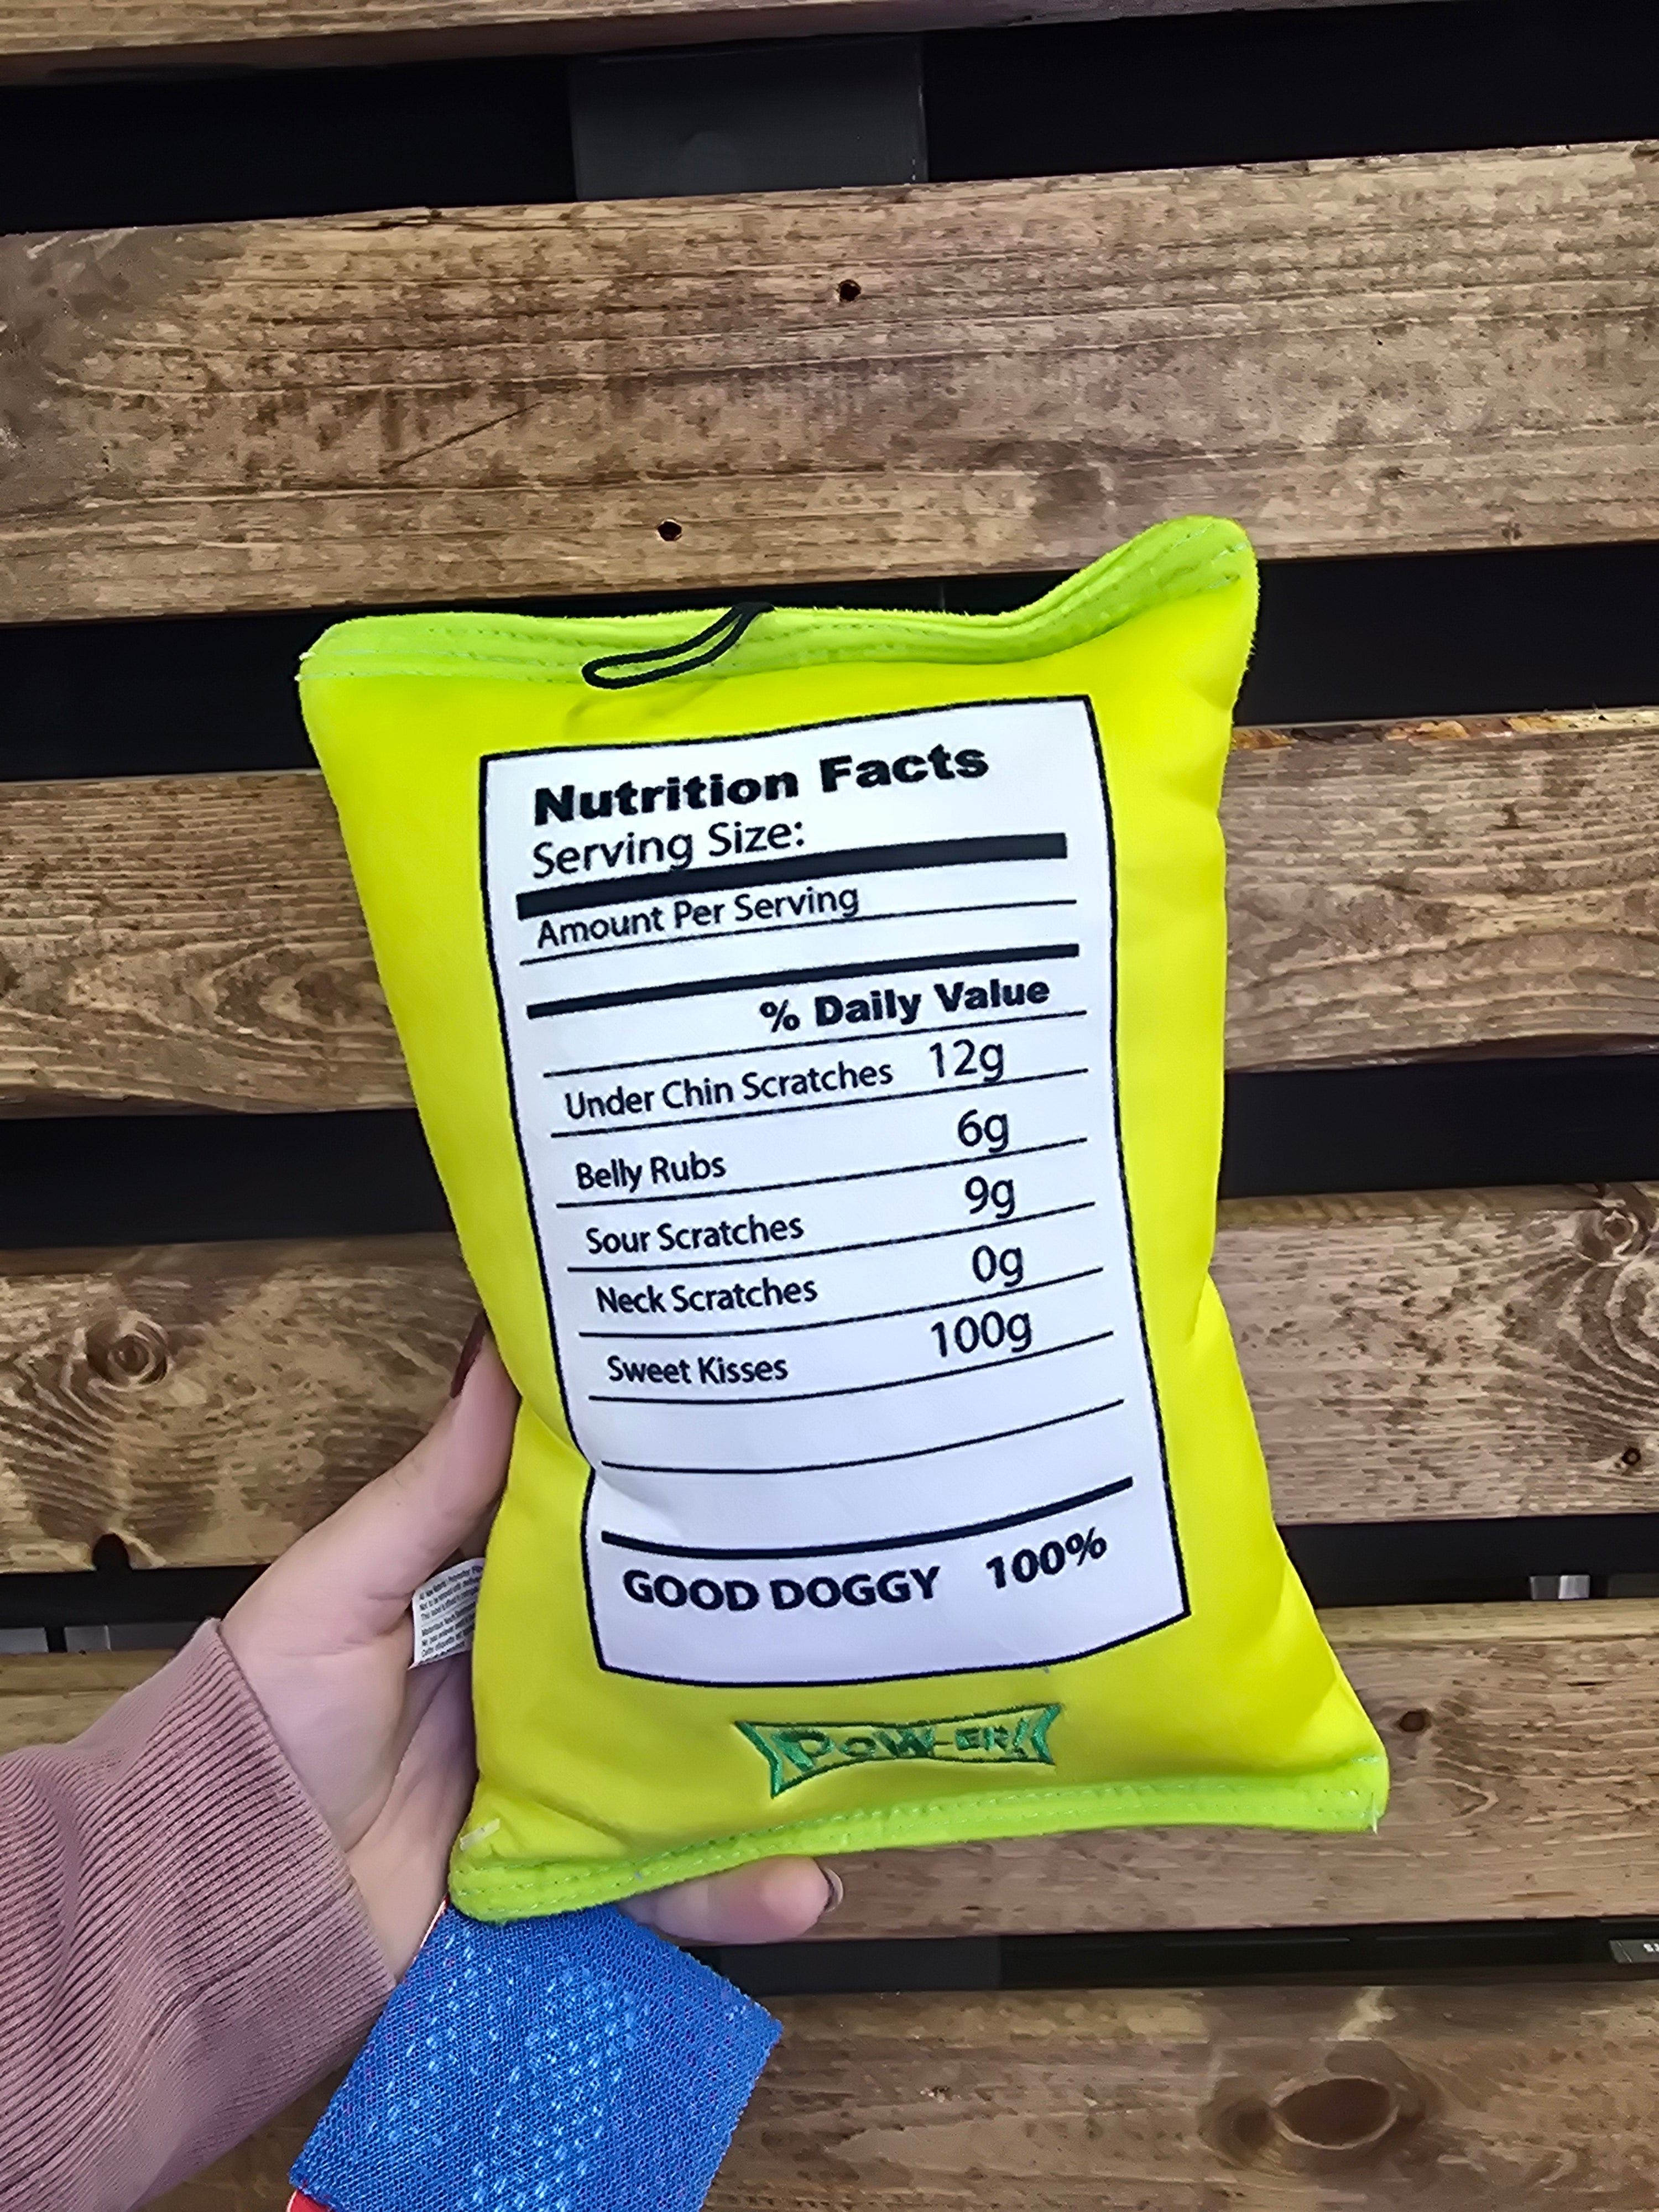 Nutrition Facts
Serving Size:
Amount Per Serving
% Daily Value
Under Chin Scratches 12g
Belly Rubs 6g
Sour Scratches 9g
Neck Scratches 0g
Sweet Kisses 100g
GOOD DOGGY 100%
POW-ER!